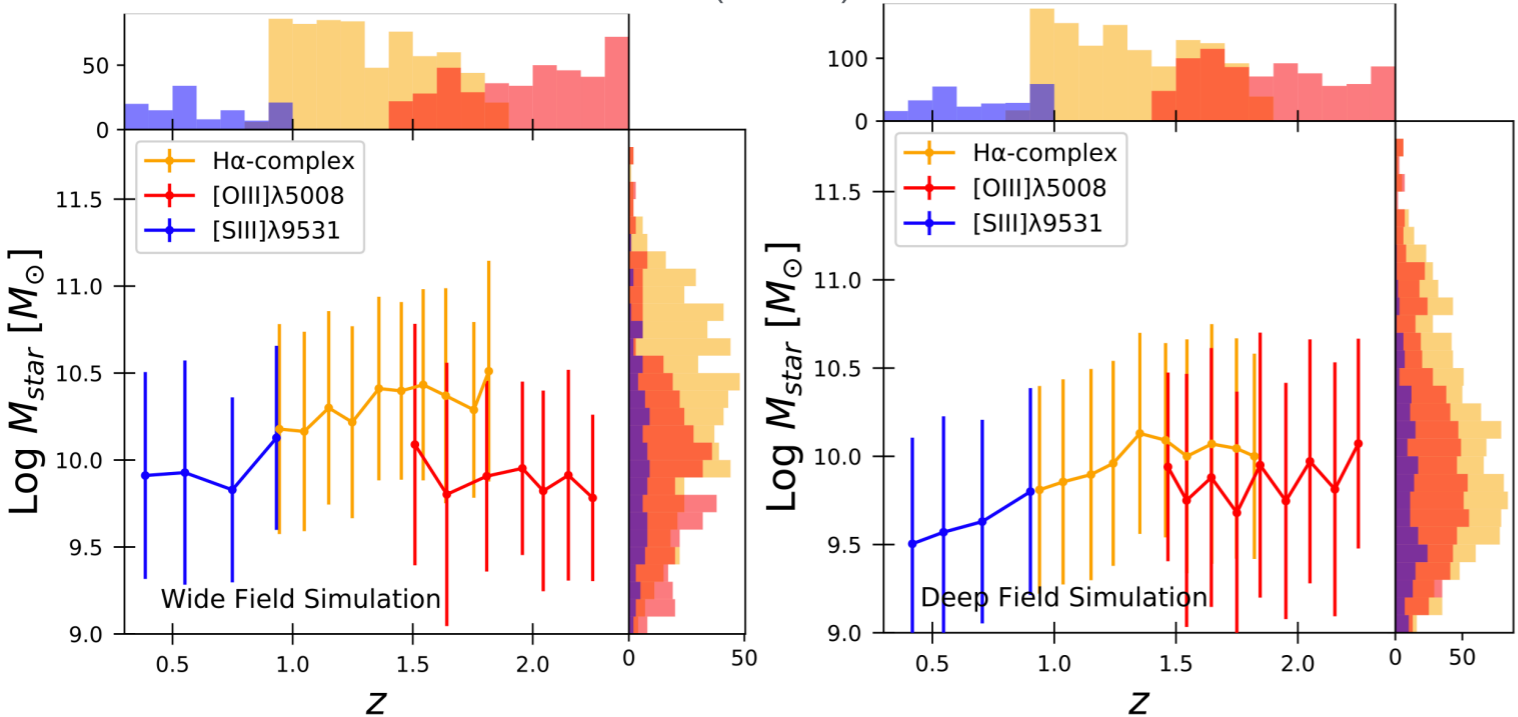 50
0
Hα-complex
[OIII]λ5008
[SIII]λ9531
11.5
11.0
10.5
10.0
9.5
9.0
Log M_star [M_⊙]
Wide Field Simulation
0.5 1.0 1.5 2.0
0 50
z
100
0
Hα-complex
[OIII]λ5008
[SIII]λ9531
11.5
11.0
10.5
10.0
9.5
9.0
Log M_star [M_⊙]
Deep Field Simulation
0.5 1.0 1.5 2.0
0 50
z